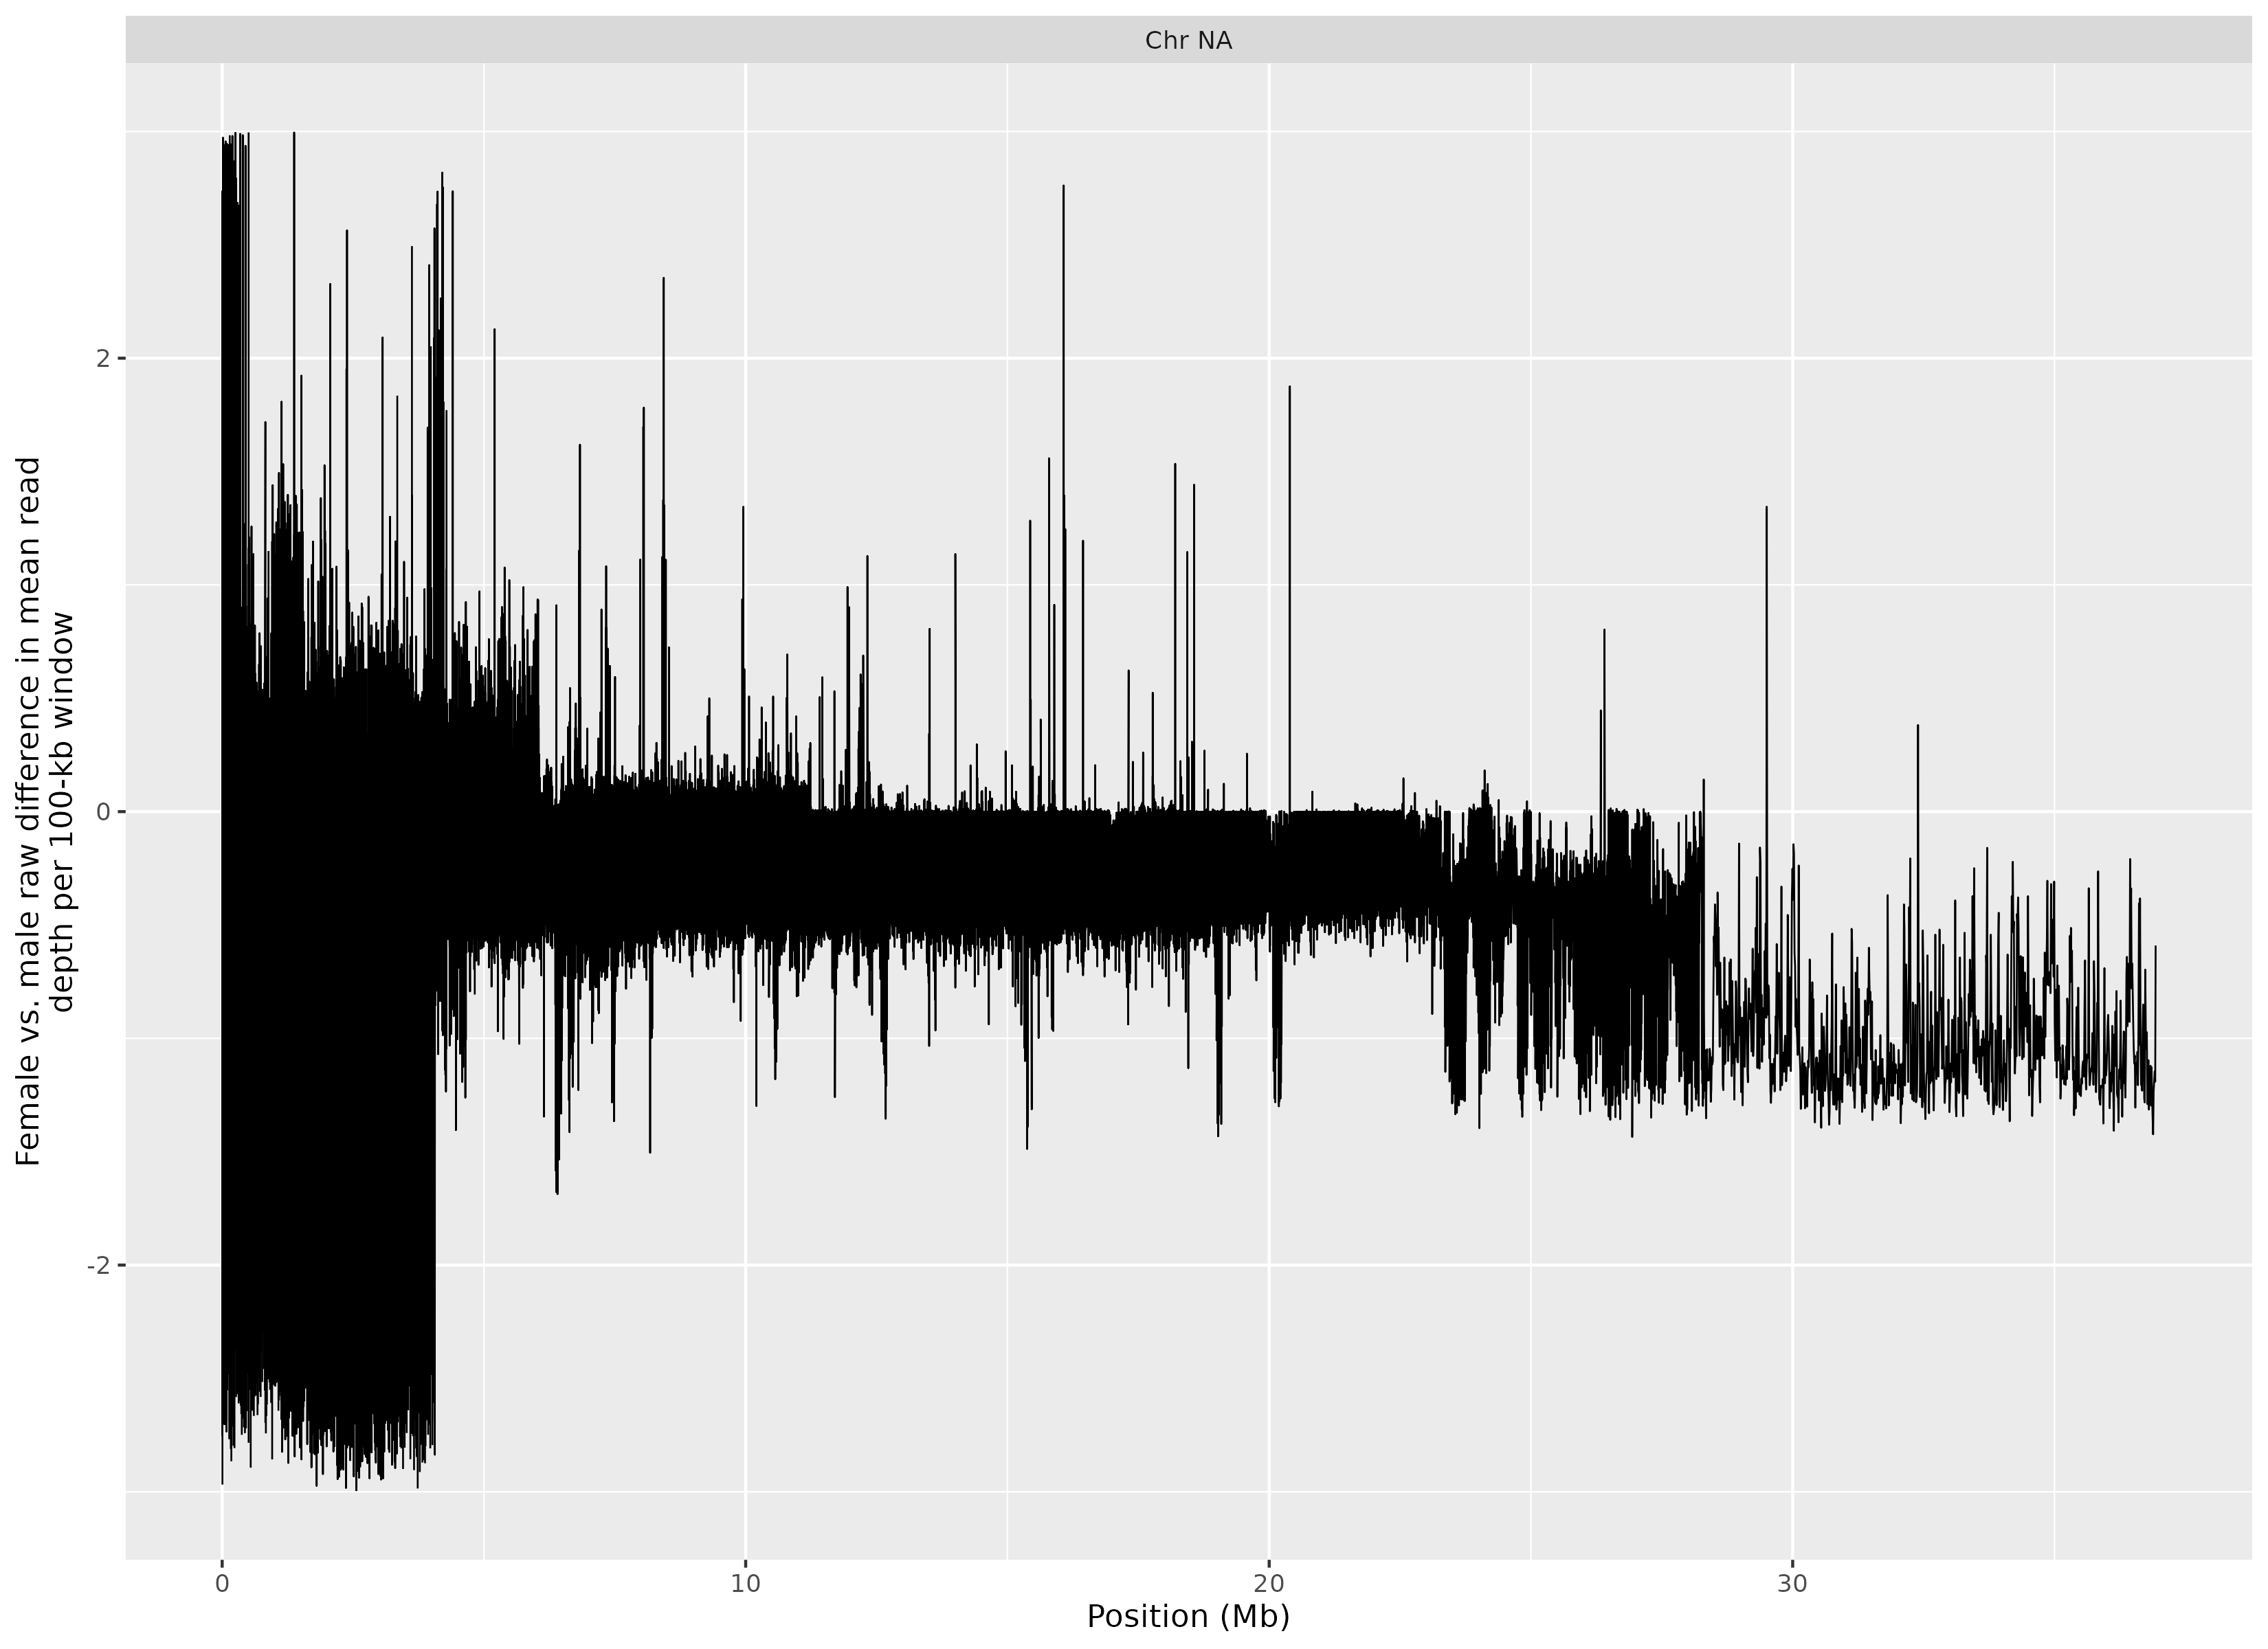 Chr NA
Female vs. male raw difference in mean read
depth per 100-kb window
2
0
-2
0
10
20
30
Position (Mb)